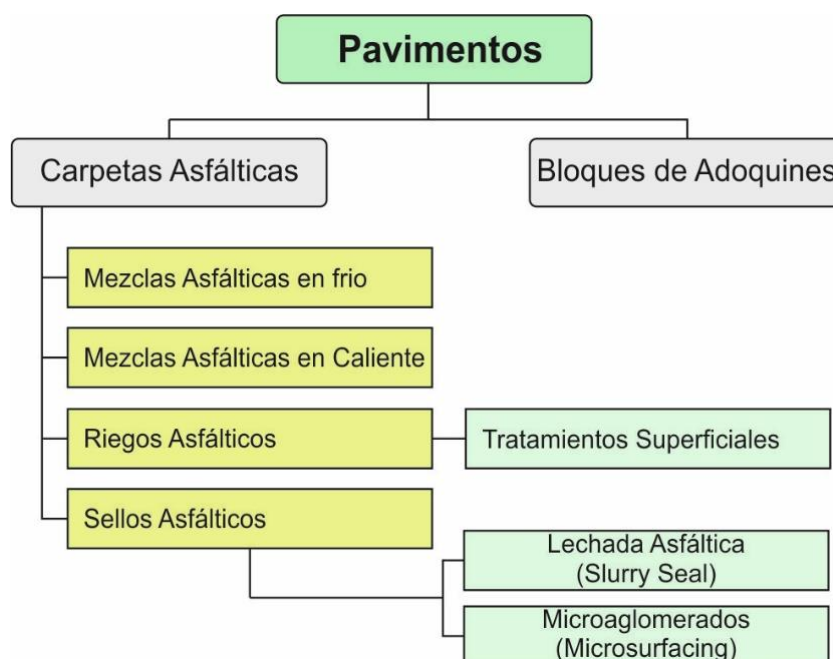 Pavimentos
Carpetas Asfálticas
Bloques de Adoquines
Mezclas Asfálticas en frio
Mezclas Asfálticas en Caliente
Riegos Asfálticos
Tratamientos Superficiales
Sellos Asfálticos
Lechada Asfáltica
(Slurry Seal)
Microaglomerados
(Microsurfacing)